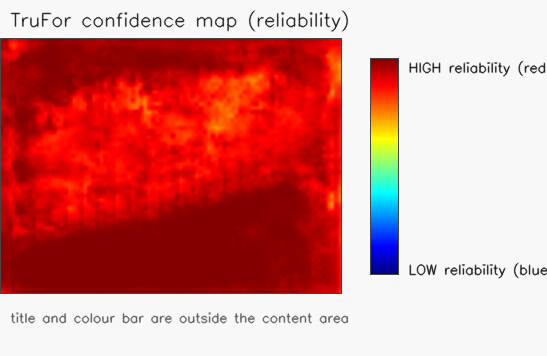 TruFor confidence map (reliability)
HIGH reliability (red
LOW reliability (blue
title and colour bar are outside the content area